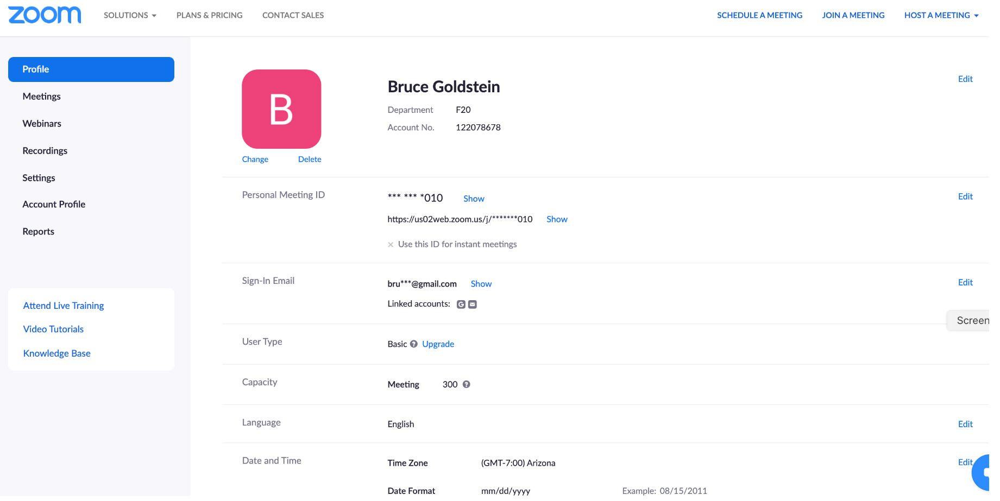 zoom
SOLUTIONS
PLANS & PRICING
CONTACT SALES
SCHEDULE A MEETING
JOIN A MEETING
HOST A MEETING
Profile
Meetings
Webinars
Recordings
Settings
Account Profile
Reports
Attend Live Training
Video Tutorials
Knowledge Base
B
Change Delete
Bruce Goldstein
Edit
Department F20
Account No. 122078678
Personal Meeting ID
*** *** *010 Show
Edit
https://us02web.zoom.us/j/*******010 Show
× Use this ID for instant meetings
Sign-In Email
bru***@gmail.com Show
Edit
Linked accounts: G
Screen
User Type
Basic ? Upgrade
Capacity
Meeting 300 ?
Language
English
Edit
Date and Time
Time Zone (GMT-7:00) Arizona
Edit
Date Format mm/dd/yyyy Example: 08/15/2011